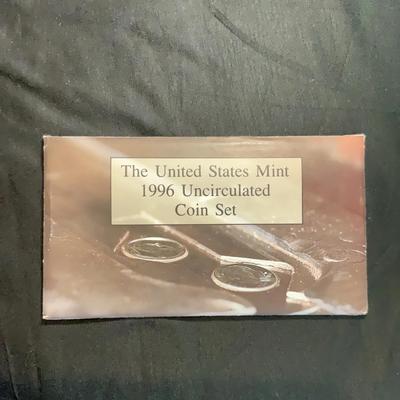 The United States Mint
1996 Uncirculated
Coin Set